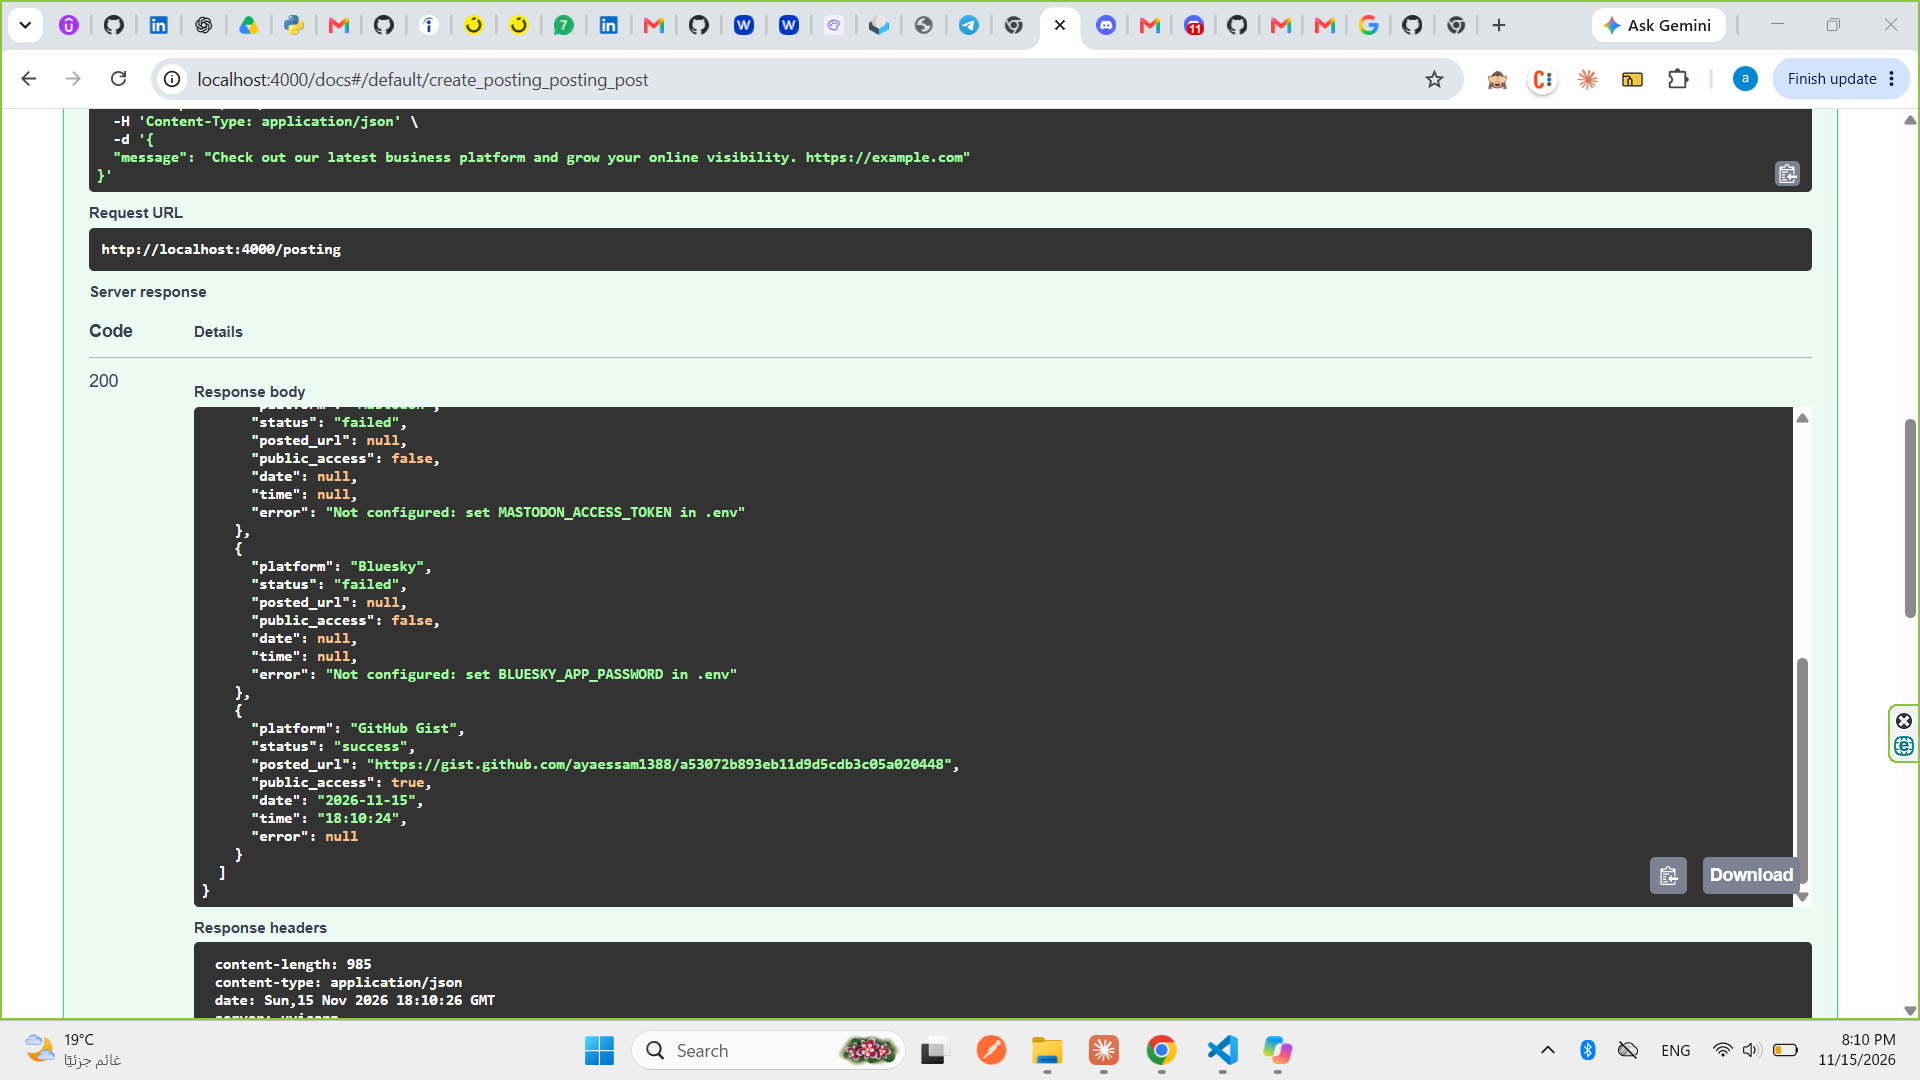 Ask Gemini
localhost:4000/docs#/default/create_posting_posting_post
a
Finish update
-H 'Content-Type: application/json' \
-d '{
"message": "Check out our latest business platform and grow your online visibility. https://example.com"
}'
Request URL
http://localhost:4000/posting
Server response
Code Details
200
Response body
"platform": "Mastodon",
"status": "failed",
"posted_url": null,
"public_access": false,
"date": null,
"time": null,
"error": "Not configured: set MASTODON_ACCESS_TOKEN in .env"
},
{
"platform": "Bluesky",
"status": "failed",
"posted_url": null,
"public_access": false,
"date": null,
"time": null,
"error": "Not configured: set BLUESKY_APP_PASSWORD in .env"
},
{
"platform": "GitHub Gist",
"status": "success",
"posted_url": "https://gist.github.com/ayaessam1388/a53072b893eb11d9d5cdb3c05a020448",
"public_access": true,
"date": "2026-11-15",
"time": "18:10:24",
"error": null
}
]
}
Download
Response headers
content-length: 985
content-type: application/json
date: Sun,15 Nov 2026 18:10:26 GMT
server: uvicorn
19°C
غائم جزئيًا
Search
ENG
8:10 PM
11/15/2026